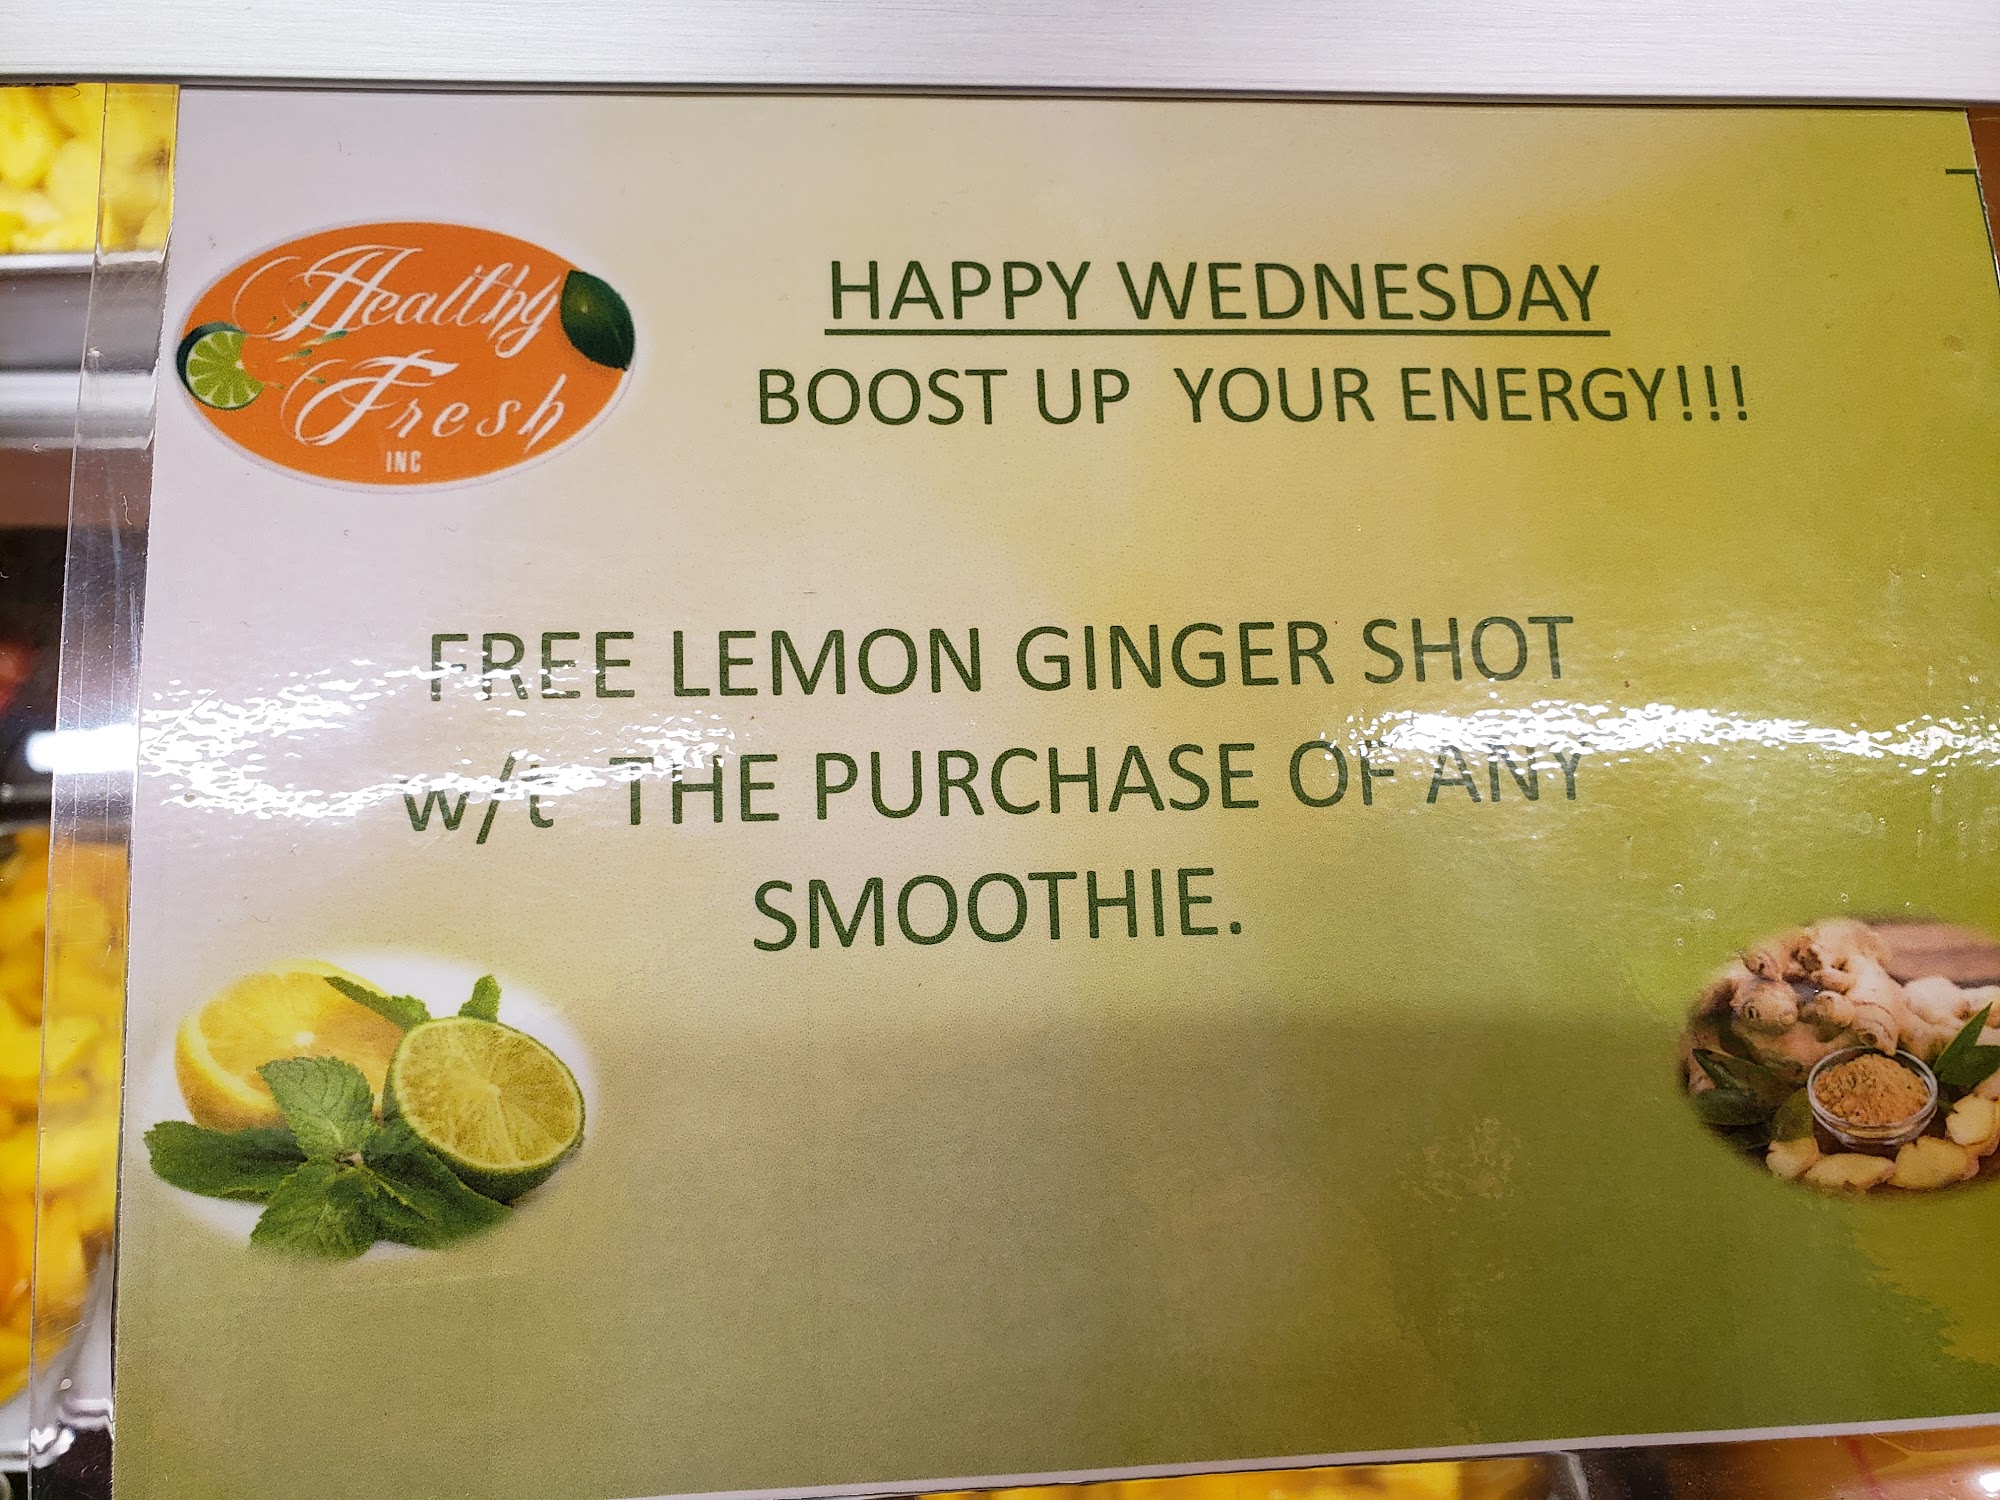 Healthy
Fresh
INC
HAPPY WEDNESDAY
BOOST UP YOUR ENERGY!!!
FREE LEMON GINGER SHOT
w/t THE PURCHASE OF ANY
SMOOTHIE.